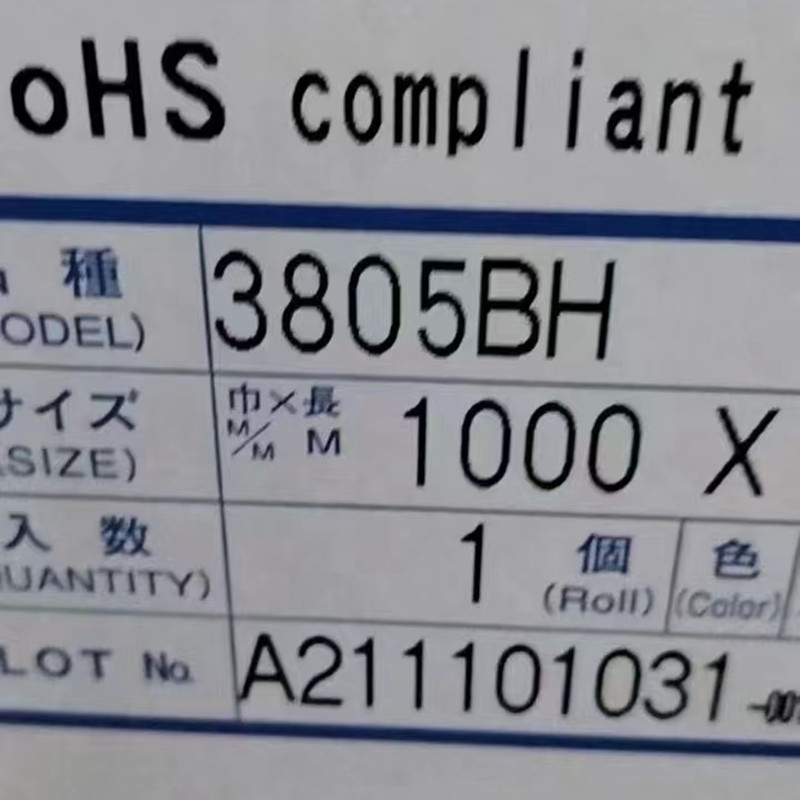 oHS compliant
種 3805BH
ODEL)
サイズ 巾×長 1000 X
(SIZE) M/M M
入数 1 個 色
UANTITY) (Roll) (Color)
LOT No. A211101031